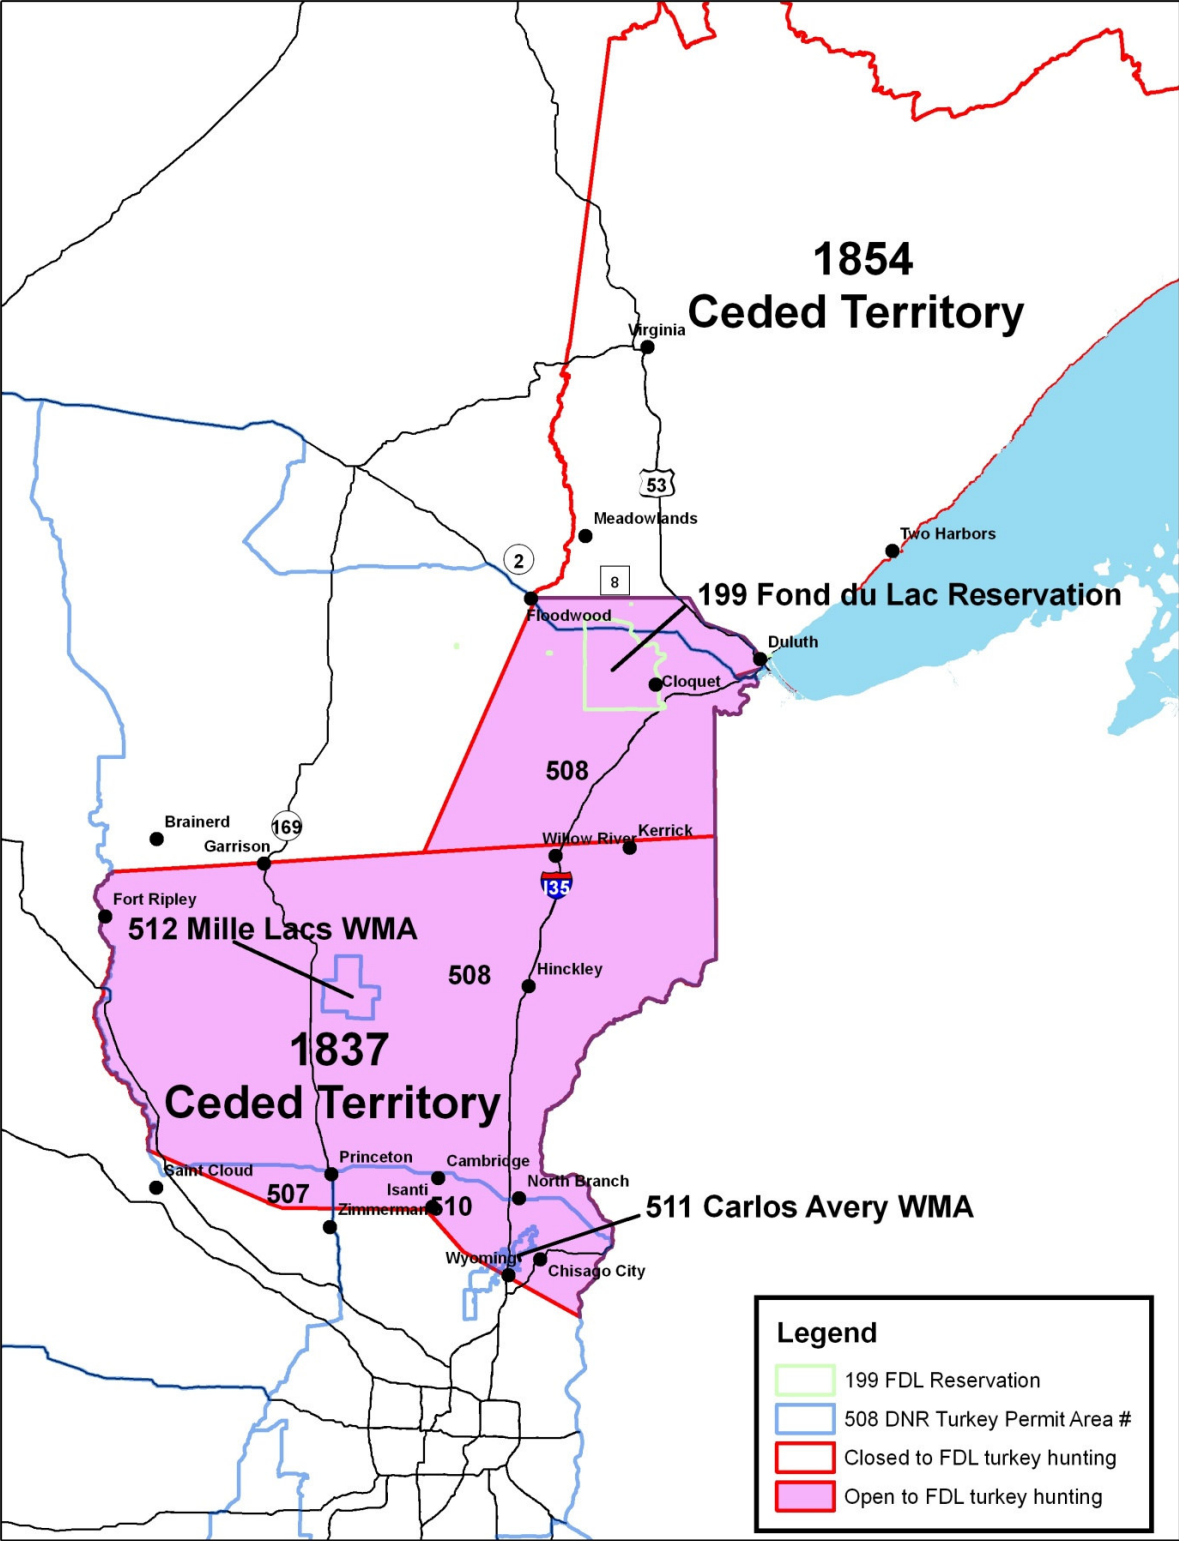 1854
Ceded Territory
Virginia
53
Meadowlands
Two Harbors
2
8
199 Fond du Lac Reservation
Floodwood
Duluth
Cloquet
508
Brainerd
169
Garrison
Willow River
Kerrick
I35
Fort Ripley
512 Mille Lacs WMA
508
Hinckley
1837
Ceded Territory
Princeton
Cambridge
Saint Cloud
North Branch
Isanti
507
510
Zimmerman
511 Carlos Avery WMA
Wyoming
Chisago City
Legend
199 FDL Reservation
508 DNR Turkey Permit Area #
Closed to FDL turkey hunting
Open to FDL turkey hunting